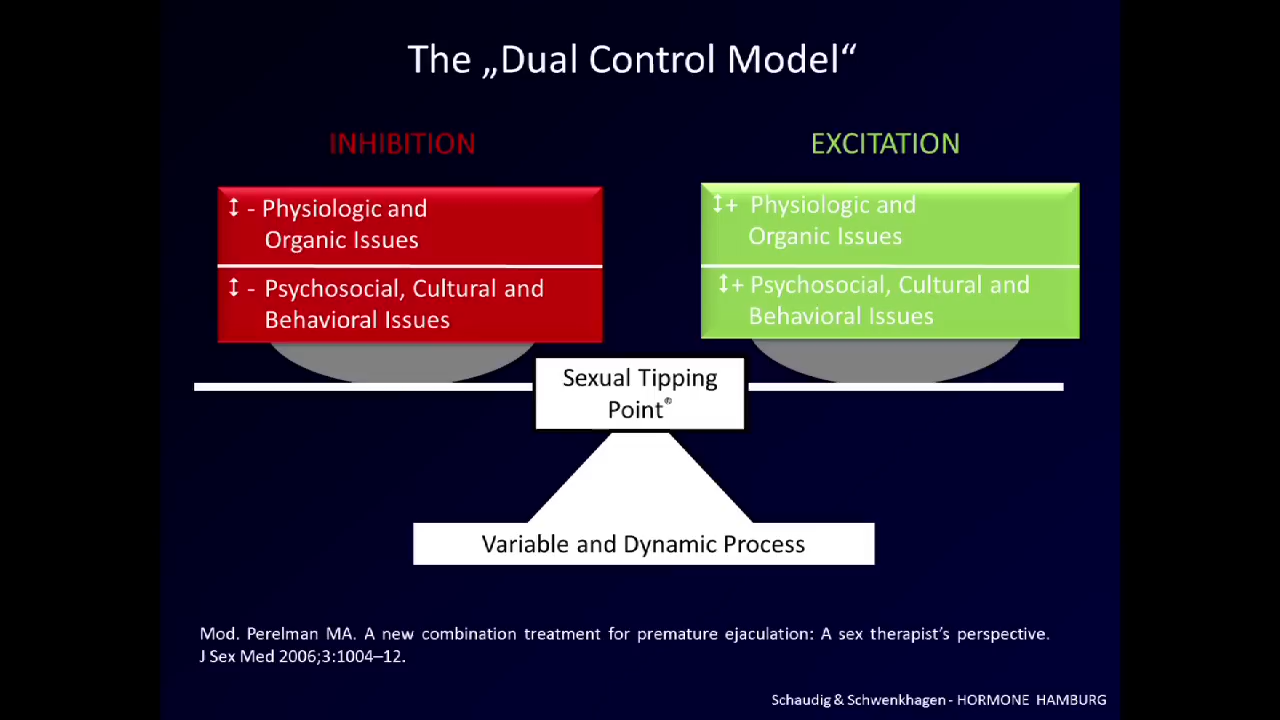 The „Dual Control Model“
INHIBITION
↕ - Physiologic and
Organic Issues
↕ - Psychosocial, Cultural and
Behavioral Issues
EXCITATION
↕+ Physiologic and
Organic Issues
↕+ Psychosocial, Cultural and
Behavioral Issues
Sexual Tipping
Point®
Variable and Dynamic Process
Mod. Perelman MA. A new combination treatment for premature ejaculation: A sex therapist’s perspective.
J Sex Med 2006;3:1004–12.
Schaudig & Schwenkhagen - HORMONE HAMBURG